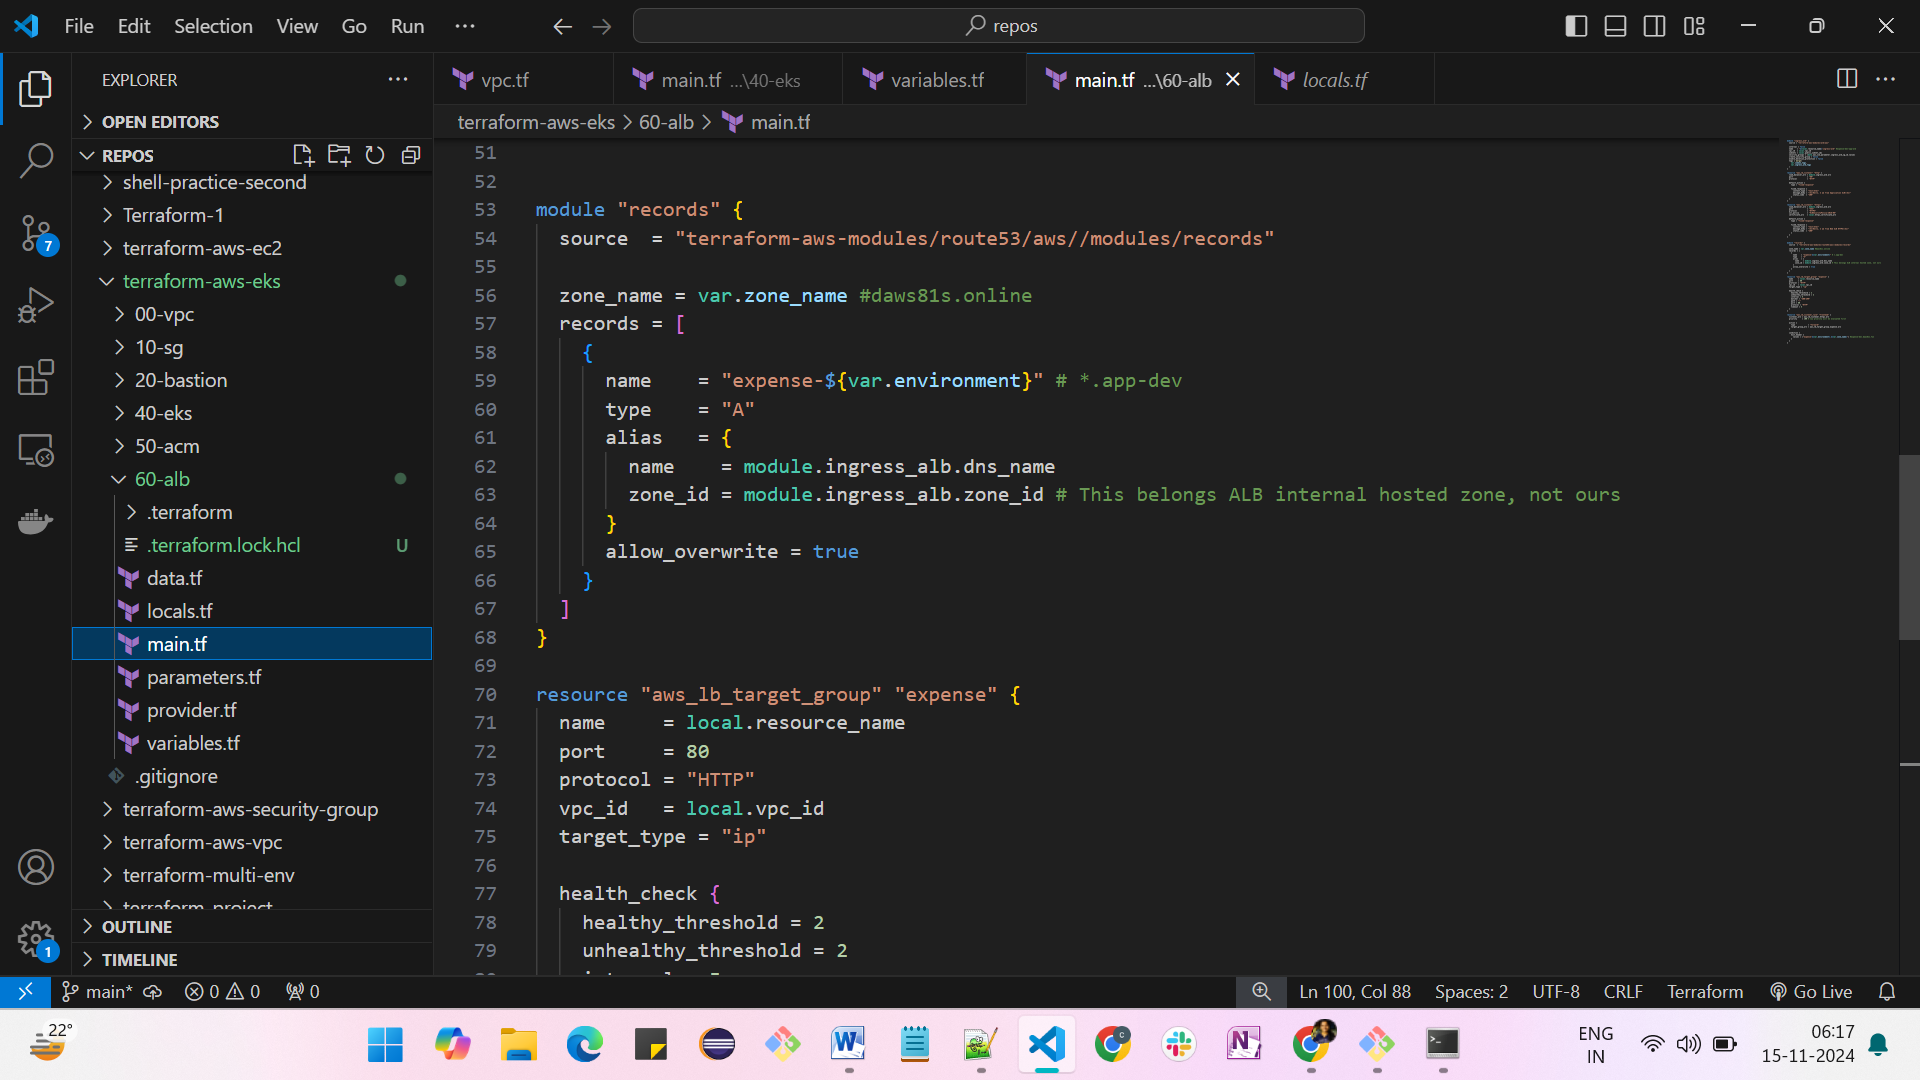 File Edit Selection View Go Run ··· repos
EXPLORER
OPEN EDITORS
REPOS
shell-practice-second
Terraform-1
terraform-aws-ec2
terraform-aws-eks
00-vpc
10-sg
20-bastion
40-eks
50-acm
60-alb
.terraform
.terraform.lock.hcl U
data.tf
locals.tf
main.tf
parameters.tf
provider.tf
variables.tf
.gitignore
terraform-aws-security-group
terraform-aws-vpc
terraform-multi-env
terraform-project
OUTLINE
TIMELINE
7
1
vpc.tf main.tf ...\40-eks variables.tf main.tf ...\60-alb locals.tf
terraform-aws-eks > 60-alb > main.tf
51
52
53 module "records" {
54 source = "terraform-aws-modules/route53/aws//modules/records"
55
56 zone_name = var.zone_name #daws81s.online
57 records = [
58 {
59 name = "expense-${var.environment}" # *.app-dev
60 type = "A"
61 alias = {
62 name = module.ingress_alb.dns_name
63 zone_id = module.ingress_alb.zone_id # This belongs ALB internal hosted zone, not ours
64 }
65 allow_overwrite = true
66 }
67 ]
68 }
69
70 resource "aws_lb_target_group" "expense" {
71 name = local.resource_name
72 port = 80
73 protocol = "HTTP"
74 vpc_id = local.vpc_id
75 target_type = "ip"
76
77 health_check {
78 healthy_threshold = 2
79 unhealthy_threshold = 2
main* 0 0 0 Ln 100, Col 88 Spaces: 2 UTF-8 CRLF Terraform Go Live
22°
ENG
IN
06:17
15-11-2024